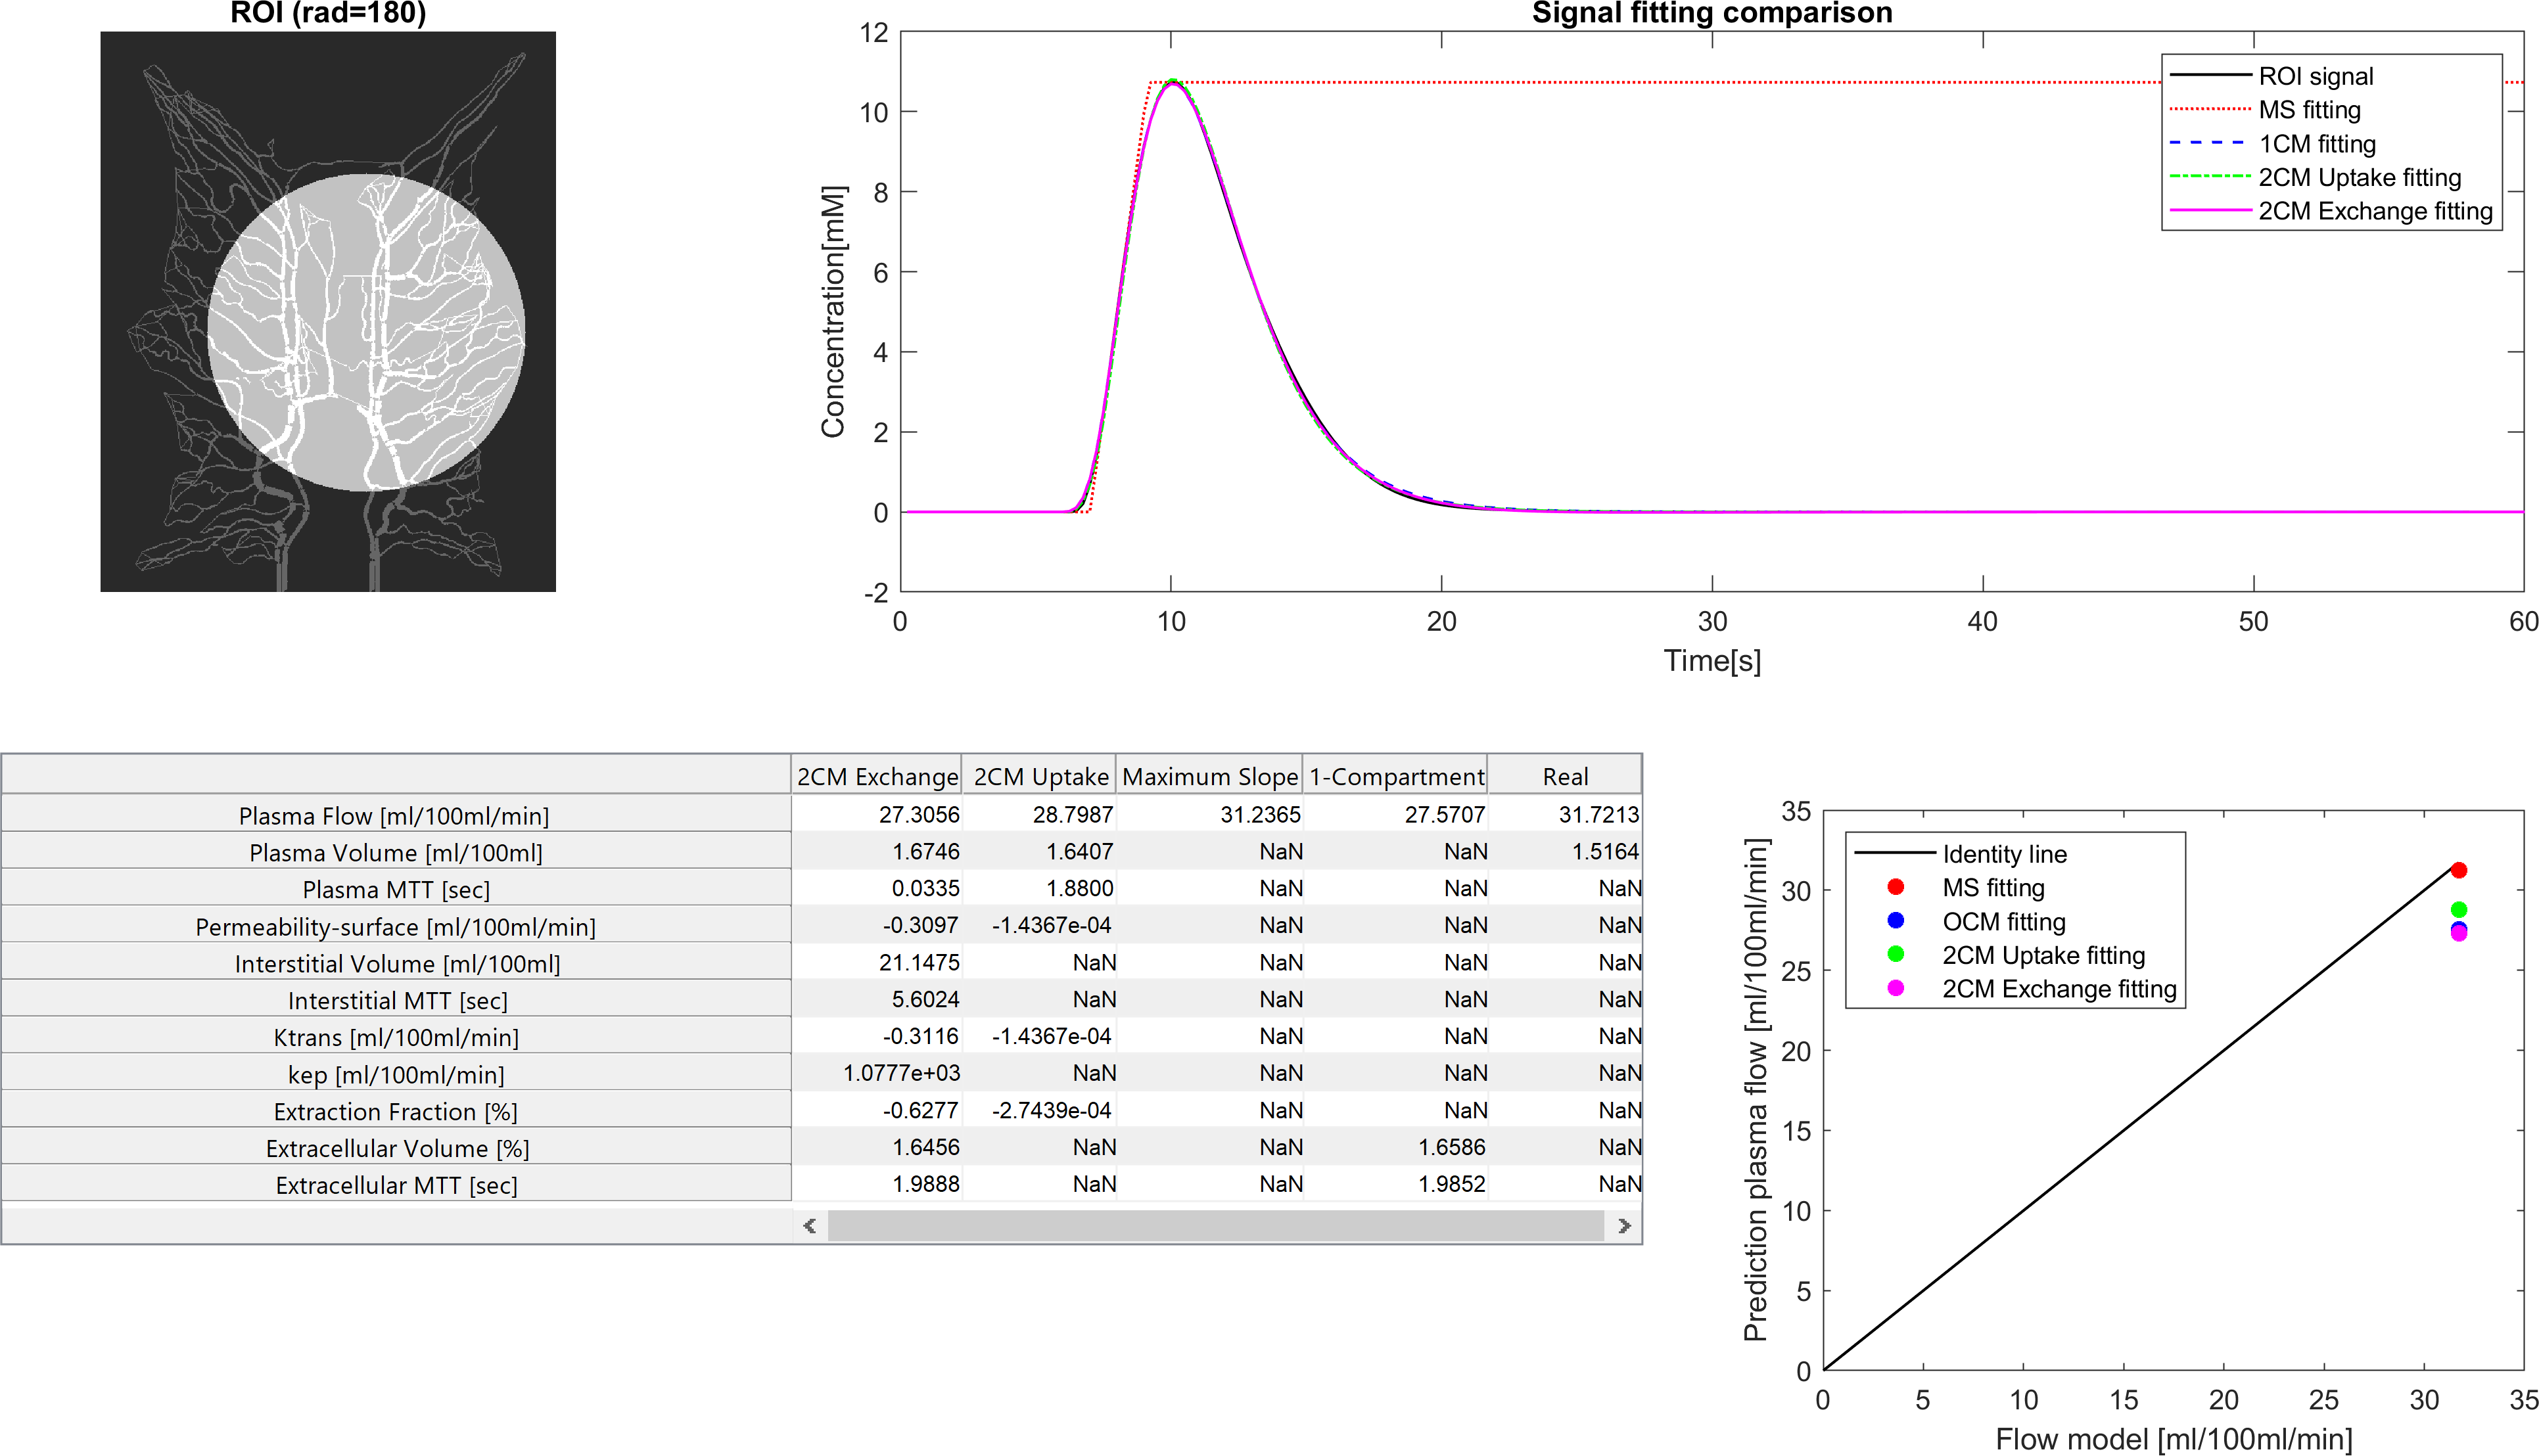 ROI (rad=180)
Signal fitting comparison
12
10
8
6
4
2
0
-2
Concentration[mM]
0 10 20 30 40 50 60
Time[s]
ROI signal
MS fitting
1CM fitting
2CM Uptake fitting
2CM Exchange fitting
2CM Exchange 2CM Uptake Maximum Slope 1-Compartment Real
Plasma Flow [ml/100ml/min] 27.3056 28.7987 31.2365 27.5707 31.7213
Plasma Volume [ml/100ml] 1.6746 1.6407 NaN NaN 1.5164
Plasma MTT [sec] 0.0335 1.8800 NaN NaN NaN
Permeability-surface [ml/100ml/min] -0.3097 -1.4367e-04 NaN NaN NaN
Interstitial Volume [ml/100ml] 21.1475 NaN NaN NaN NaN
Interstitial MTT [sec] 5.6024 NaN NaN NaN NaN
Ktrans [ml/100ml/min] -0.3116 -1.4367e-04 NaN NaN NaN
kep [ml/100ml/min] 1.0777e+03 NaN NaN NaN NaN
Extraction Fraction [%] -0.6277 -2.7439e-04 NaN NaN NaN
Extracellular Volume [%] 1.6456 NaN NaN 1.6586 NaN
Extracellular MTT [sec] 1.9888 NaN NaN 1.9852 NaN
35
30
25
20
15
10
5
0
Prediction plasma flow [ml/100ml/min]
Identity line
MS fitting
OCM fitting
2CM Uptake fitting
2CM Exchange fitting
0 5 10 15 20 25 30 35
Flow model [ml/100ml/min]